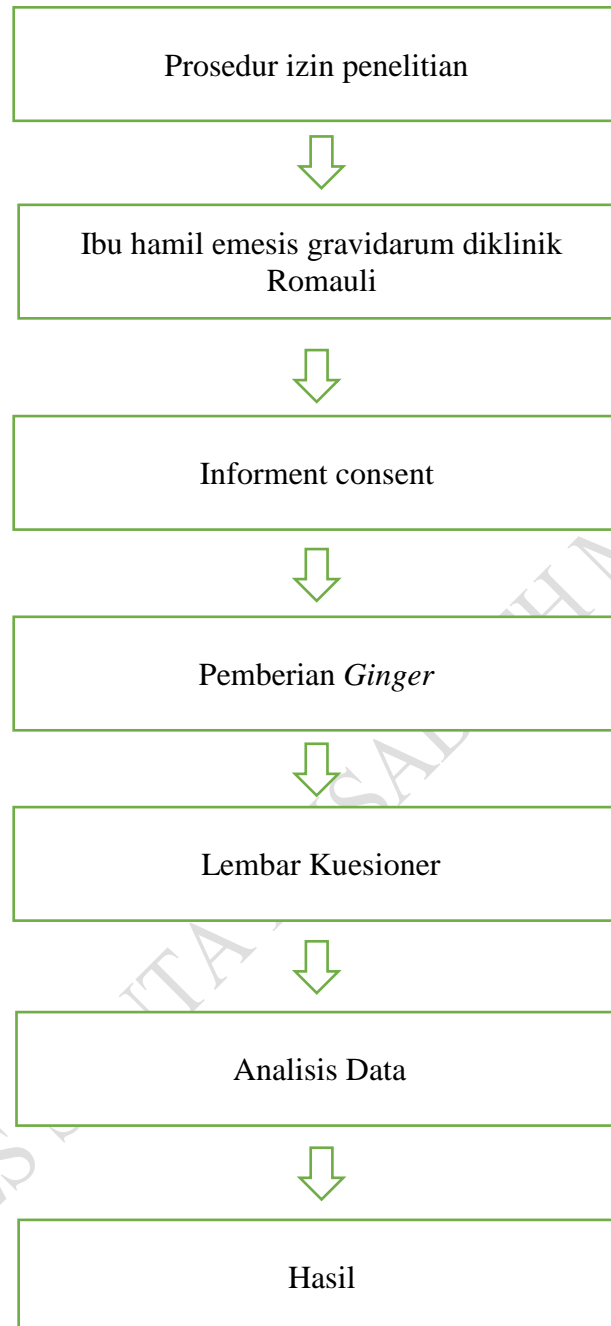 Prosedur izin penelitian
Ibu hamil emesis gravidarum diklinik
Romauli
Informent consent
Pemberian Ginger
Lembar Kuesioner
Analisis Data
Hasil